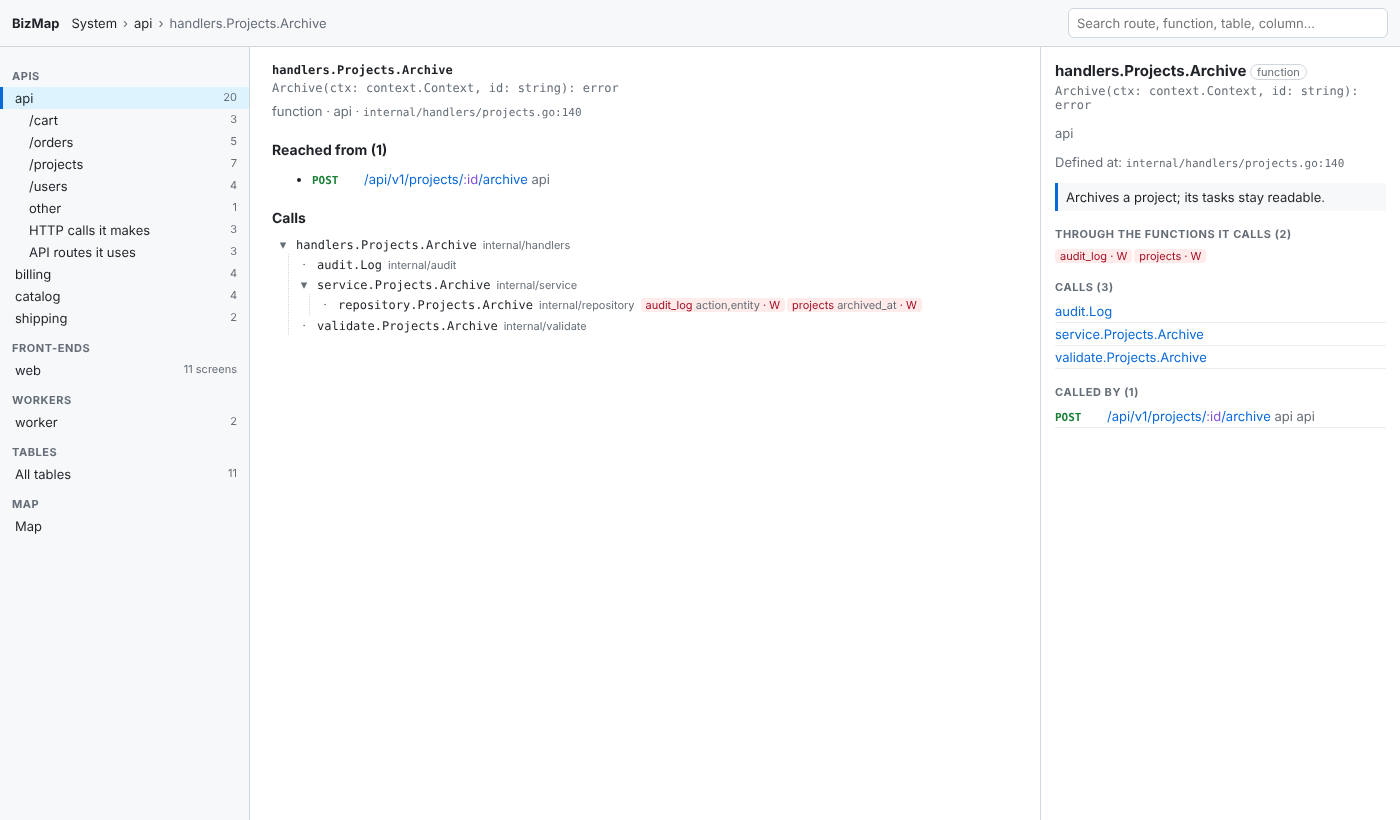 BizMap System › api › handlers.Projects.Archive
Search route, function, table, column...
APIS
api 20
/cart 3
/orders 5
/projects 7
/users 4
other 1
HTTP calls it makes 3
API routes it uses 3
billing 4
catalog 4
shipping 2
FRONT-ENDS
web 11 screens
WORKERS
worker 2
TABLES
All tables 11
MAP
Map
handlers.Projects.Archive
Archive(ctx: context.Context, id: string): error
function · api · internal/handlers/projects.go:140
Reached from (1)
• POST /api/v1/projects/:id/archive api
Calls
▼ handlers.Projects.Archive internal/handlers
· audit.Log internal/audit
▼ service.Projects.Archive internal/service
· repository.Projects.Archive internal/repository audit_log action,entity · W projects archived_at · W
· validate.Projects.Archive internal/validate
handlers.Projects.Archive function
Archive(ctx: context.Context, id: string):
error
api
Defined at: internal/handlers/projects.go:140
Archives a project; its tasks stay readable.
THROUGH THE FUNCTIONS IT CALLS (2)
audit_log · W projects · W
CALLS (3)
audit.Log
service.Projects.Archive
validate.Projects.Archive
CALLED BY (1)
POST /api/v1/projects/:id/archive api api